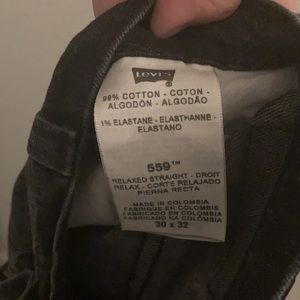 Levi's
®
99% COTTON - COTON -
ALGODÓN - ALGODÃO
1% ELASTANE - ELASTHANNE -
ELASTANO
559™
RELAXED STRAIGHT - DROIT
RELAX - CORTE RELAJADO
PIERNA RECTA
MADE IN COLOMBIA
FABRIQUE EN COLOMBIE
FABRICADO EN COLOMBIA
FABRICADO NA COLÔMBIA
30 x 32